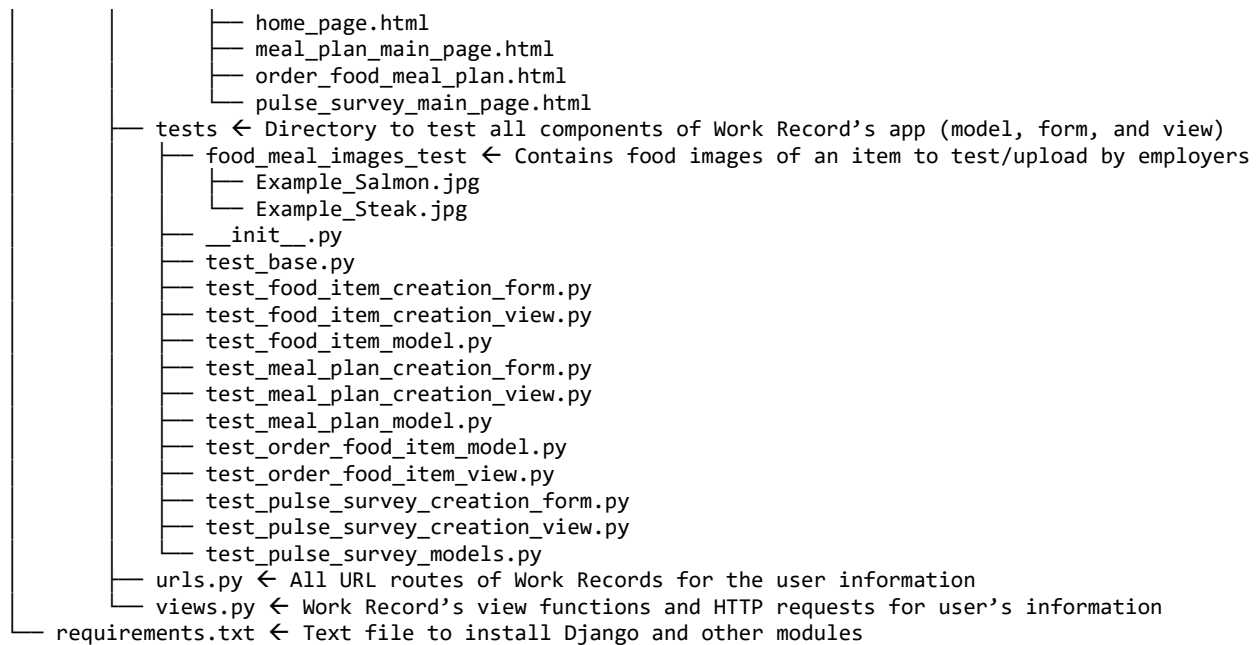 │       │       ├── home_page.html
│       │       ├── meal_plan_main_page.html
│       │       ├── order_food_meal_plan.html
│       │       └── pulse_survey_main_page.html
│       ├── tests ← Directory to test all components of Work Record’s app (model, form, and view)
│       │   ├── food_meal_images_test ← Contains food images of an item to test/upload by employers
│       │   │   ├── Example_Salmon.jpg
│       │   │   └── Example_Steak.jpg
│       │   ├── __init__.py
│       │   ├── test_base.py
│       │   ├── test_food_item_creation_form.py
│       │   ├── test_food_item_creation_view.py
│       │   ├── test_food_item_model.py
│       │   ├── test_meal_plan_creation_form.py
│       │   ├── test_meal_plan_creation_view.py
│       │   ├── test_meal_plan_model.py
│       │   ├── test_order_food_item_model.py
│       │   ├── test_order_food_item_view.py
│       │   ├── test_pulse_survey_creation_form.py
│       │   ├── test_pulse_survey_creation_view.py
│       │   └── test_pulse_survey_models.py
│       ├── urls.py ← All URL routes of Work Records for the user information
│       └── views.py ← Work Record’s view functions and HTTP requests for user’s information
└── requirements.txt ← Text file to install Django and other modules